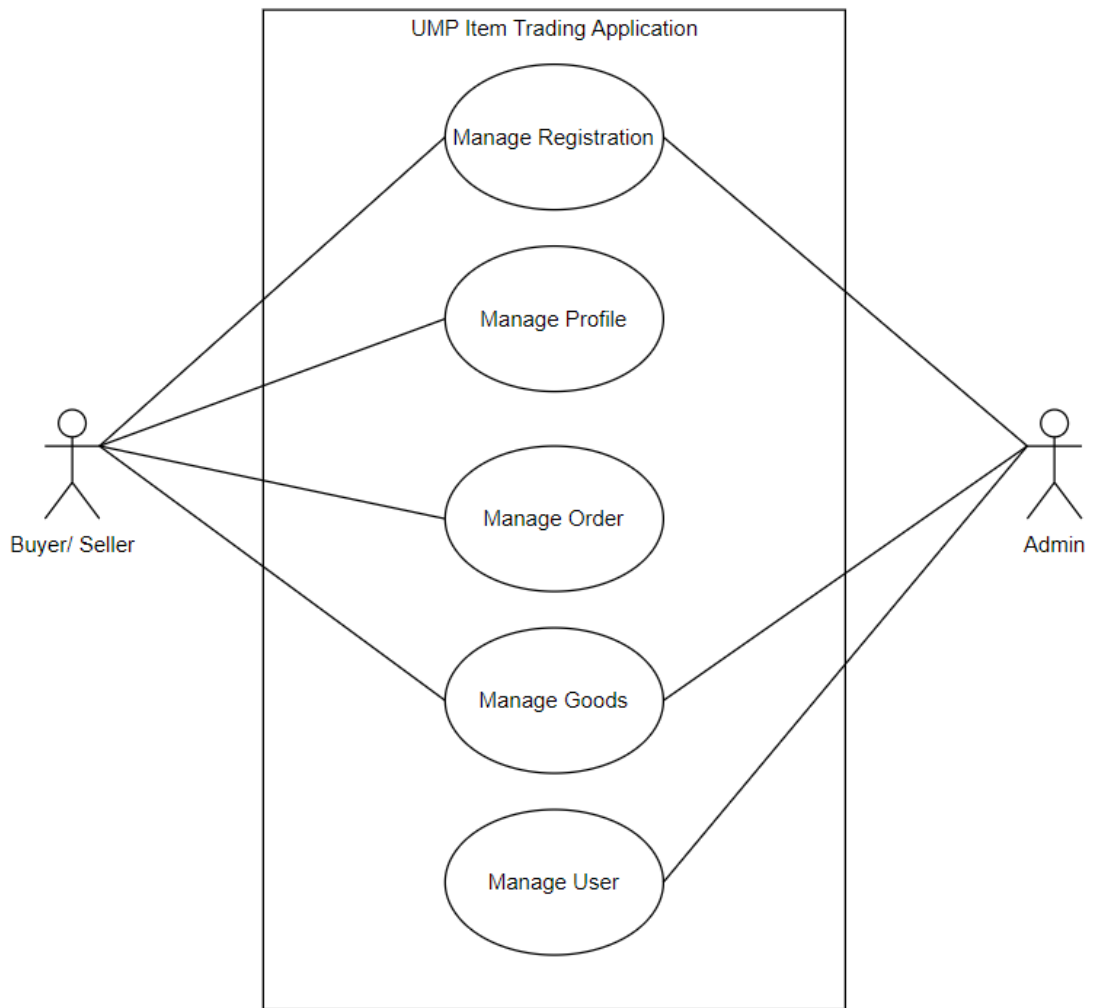 UMP Item Trading Application
Manage Registration
Manage Profile
Manage Order
Buyer/ Seller
Admin
Manage Goods
Manage User